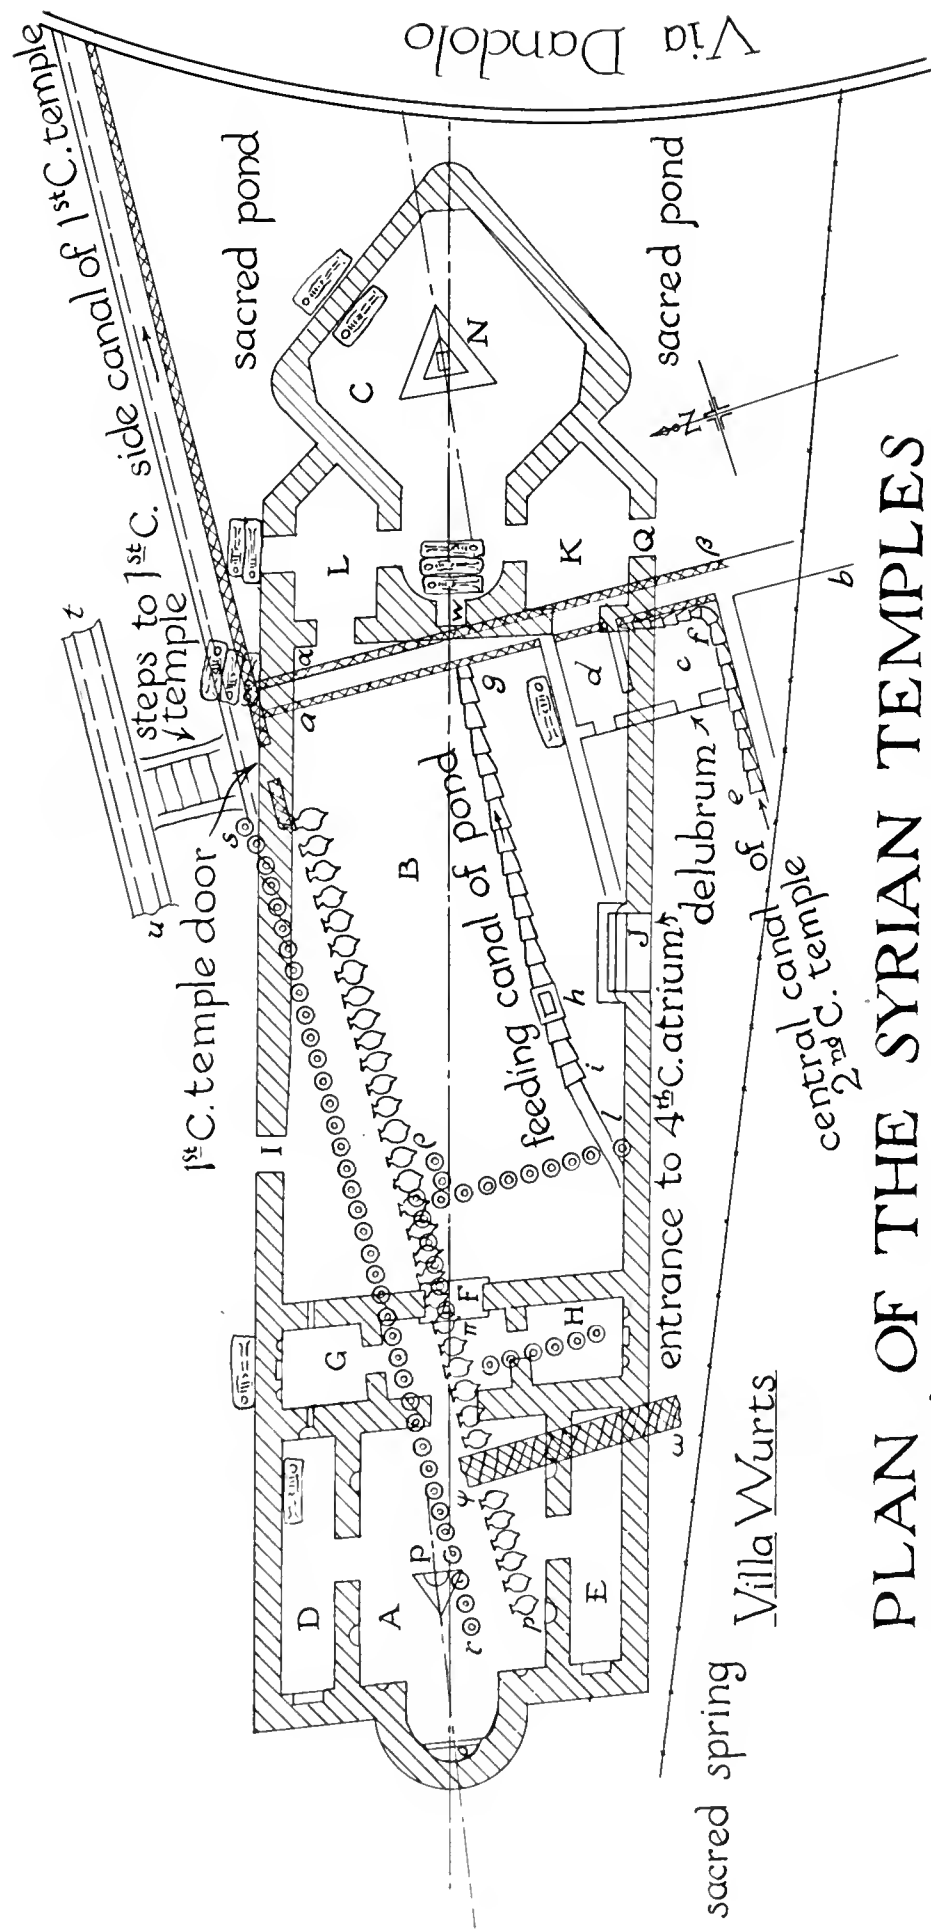 Via Dandolo
side canal of 1st C. temple
steps to 1st C.
temple
sacred pond
sacred pond
1st C. temple door
feeding canal of pond
delubrum
entrance to 4th C. atrium
central canal of
2nd C. temple
sacred spring
Villa Wurts
t
u
s
N
C
L
K
Q
N
w
α
a
β
b
g
d
c
f
e
B
h
i
l
J
I
ρ
F
π
G
H
ω
ψ
D
A
P
r
p
E
PLAN OF THE SYRIAN TEMPLES